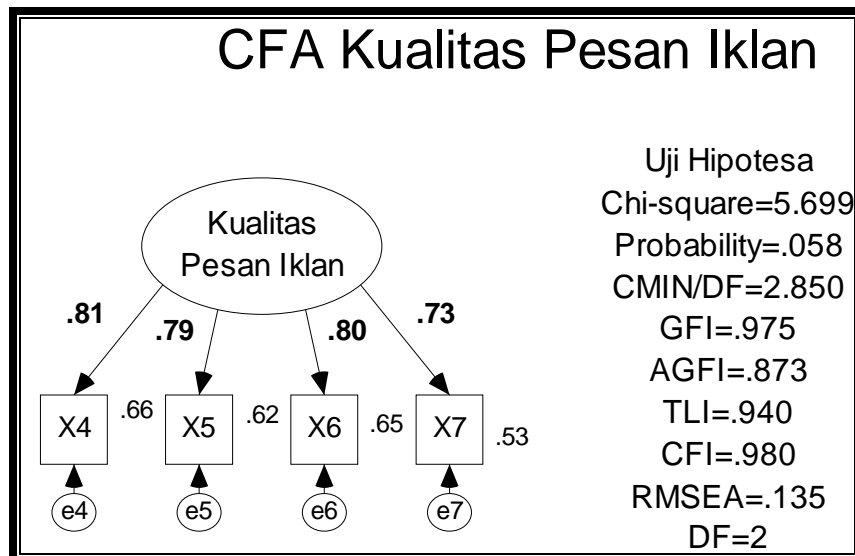 CFA Kualitas Pesan Iklan
Kualitas
Pesan Iklan
.81
.79
.80
.73
X4
.66
X5
.62
X6
.65
X7
.53
e4
e5
e6
e7
Uji Hipotesa
Chi-square=5.699
Probability=.058
CMIN/DF=2.850
GFI=.975
AGFI=.873
TLI=.940
CFI=.980
RMSEA=.135
DF=2